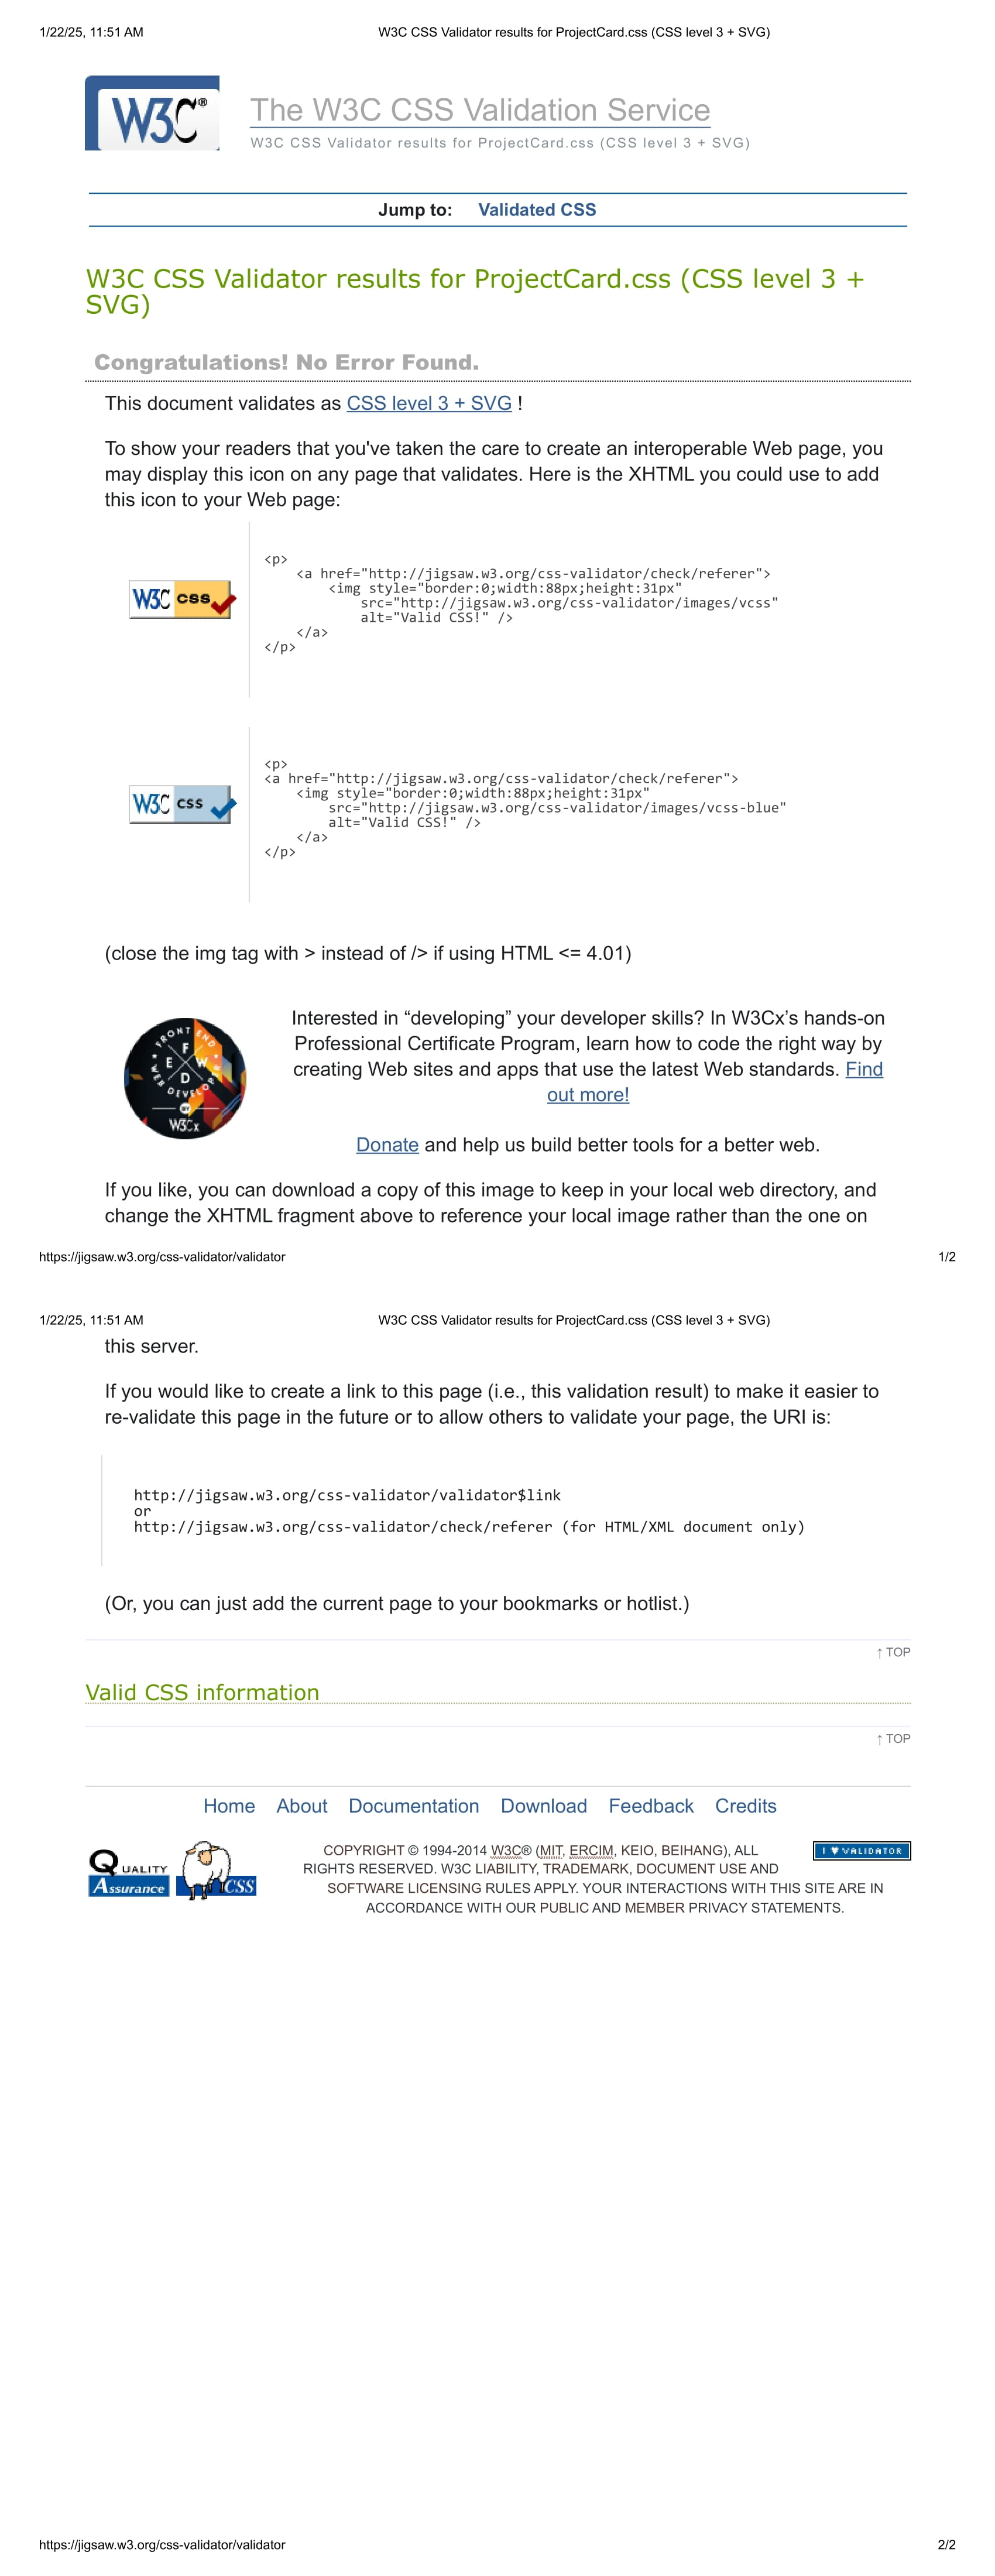 1/22/25, 11:51 AM
W3C CSS Validator results for ProjectCard.css (CSS level 3 + SVG)
W3C®
The W3C CSS Validation Service
W3C CSS Validator results for ProjectCard.css (CSS level 3 + SVG)
Jump to: Validated CSS
W3C CSS Validator results for ProjectCard.css (CSS level 3 +
SVG)
Congratulations! No Error Found.
This document validates as CSS level 3 + SVG !
To show your readers that you've taken the care to create an interoperable Web page, you
may display this icon on any page that validates. Here is the XHTML you could use to add
this icon to your Web page:
W3C css
<p>
    <a href="http://jigsaw.w3.org/css-validator/check/referer">
        <img style="border:0;width:88px;height:31px"
            src="http://jigsaw.w3.org/css-validator/images/vcss"
            alt="Valid CSS!" />
    </a>
</p>
W3C css
<p>
<a href="http://jigsaw.w3.org/css-validator/check/referer">
    <img style="border:0;width:88px;height:31px"
        src="http://jigsaw.w3.org/css-validator/images/vcss-blue"
        alt="Valid CSS!" />
    </a>
</p>
(close the img tag with > instead of /> if using HTML <= 4.01)
FRONT END
F
E W
D
WEB DEVELOPER
BY
W3Cx
Interested in “developing” your developer skills? In W3Cx’s hands-on
Professional Certificate Program, learn how to code the right way by
creating Web sites and apps that use the latest Web standards. Find
out more!
Donate and help us build better tools for a better web.
If you like, you can download a copy of this image to keep in your local web directory, and
change the XHTML fragment above to reference your local image rather than the one on
https://jigsaw.w3.org/css-validator/validator
1/2
1/22/25, 11:51 AM
W3C CSS Validator results for ProjectCard.css (CSS level 3 + SVG)
this server.
If you would like to create a link to this page (i.e., this validation result) to make it easier to
re-validate this page in the future or to allow others to validate your page, the URI is:
http://jigsaw.w3.org/css-validator/validator$link
or
http://jigsaw.w3.org/css-validator/check/referer (for HTML/XML document only)
(Or, you can just add the current page to your bookmarks or hotlist.)
↑ TOP
Valid CSS information
↑ TOP
Home About Documentation Download Feedback Credits
QUALITY
Assurance
CSS
COPYRIGHT © 1994-2014 W3C® (MIT, ERCIM, KEIO, BEIHANG), ALL
RIGHTS RESERVED. W3C LIABILITY, TRADEMARK, DOCUMENT USE AND
SOFTWARE LICENSING RULES APPLY. YOUR INTERACTIONS WITH THIS SITE ARE IN
ACCORDANCE WITH OUR PUBLIC AND MEMBER PRIVACY STATEMENTS.
I ♥ VALIDATOR
https://jigsaw.w3.org/css-validator/validator
2/2